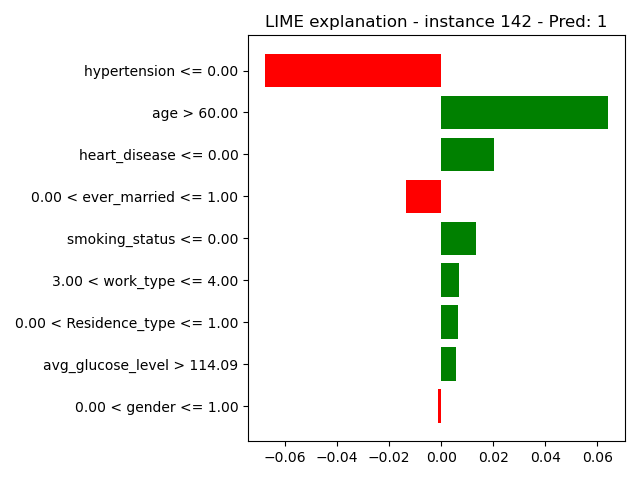 LIME explanation - instance 142 - Pred: 1
hypertension <= 0.00
age > 60.00
heart_disease <= 0.00
0.00 < ever_married <= 1.00
smoking_status <= 0.00
3.00 < work_type <= 4.00
0.00 < Residence_type <= 1.00
avg_glucose_level > 114.09
0.00 < gender <= 1.00
−0.06 −0.04 −0.02 0.00 0.02 0.04 0.06